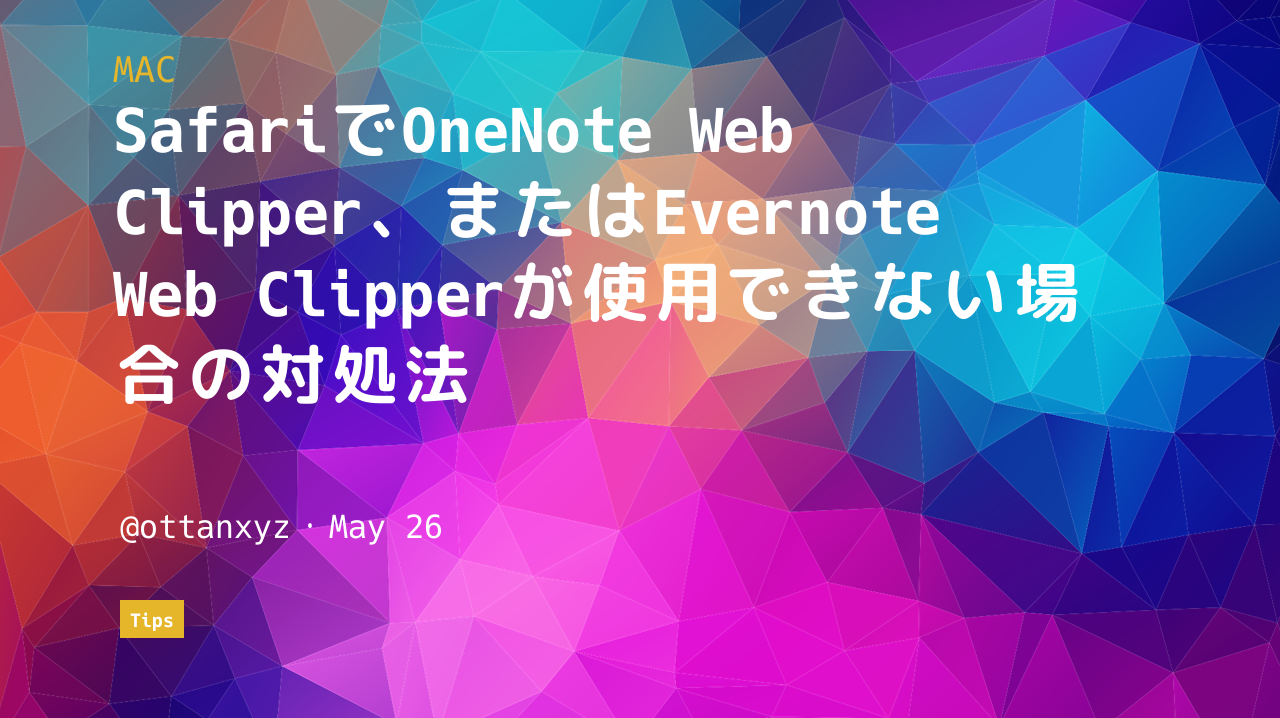 MAC
SafariでOneNote Web
Clipper、またはEvernote
Web Clipperが使用できない場
合の対処法
@ottanxyz · May 26
Tips